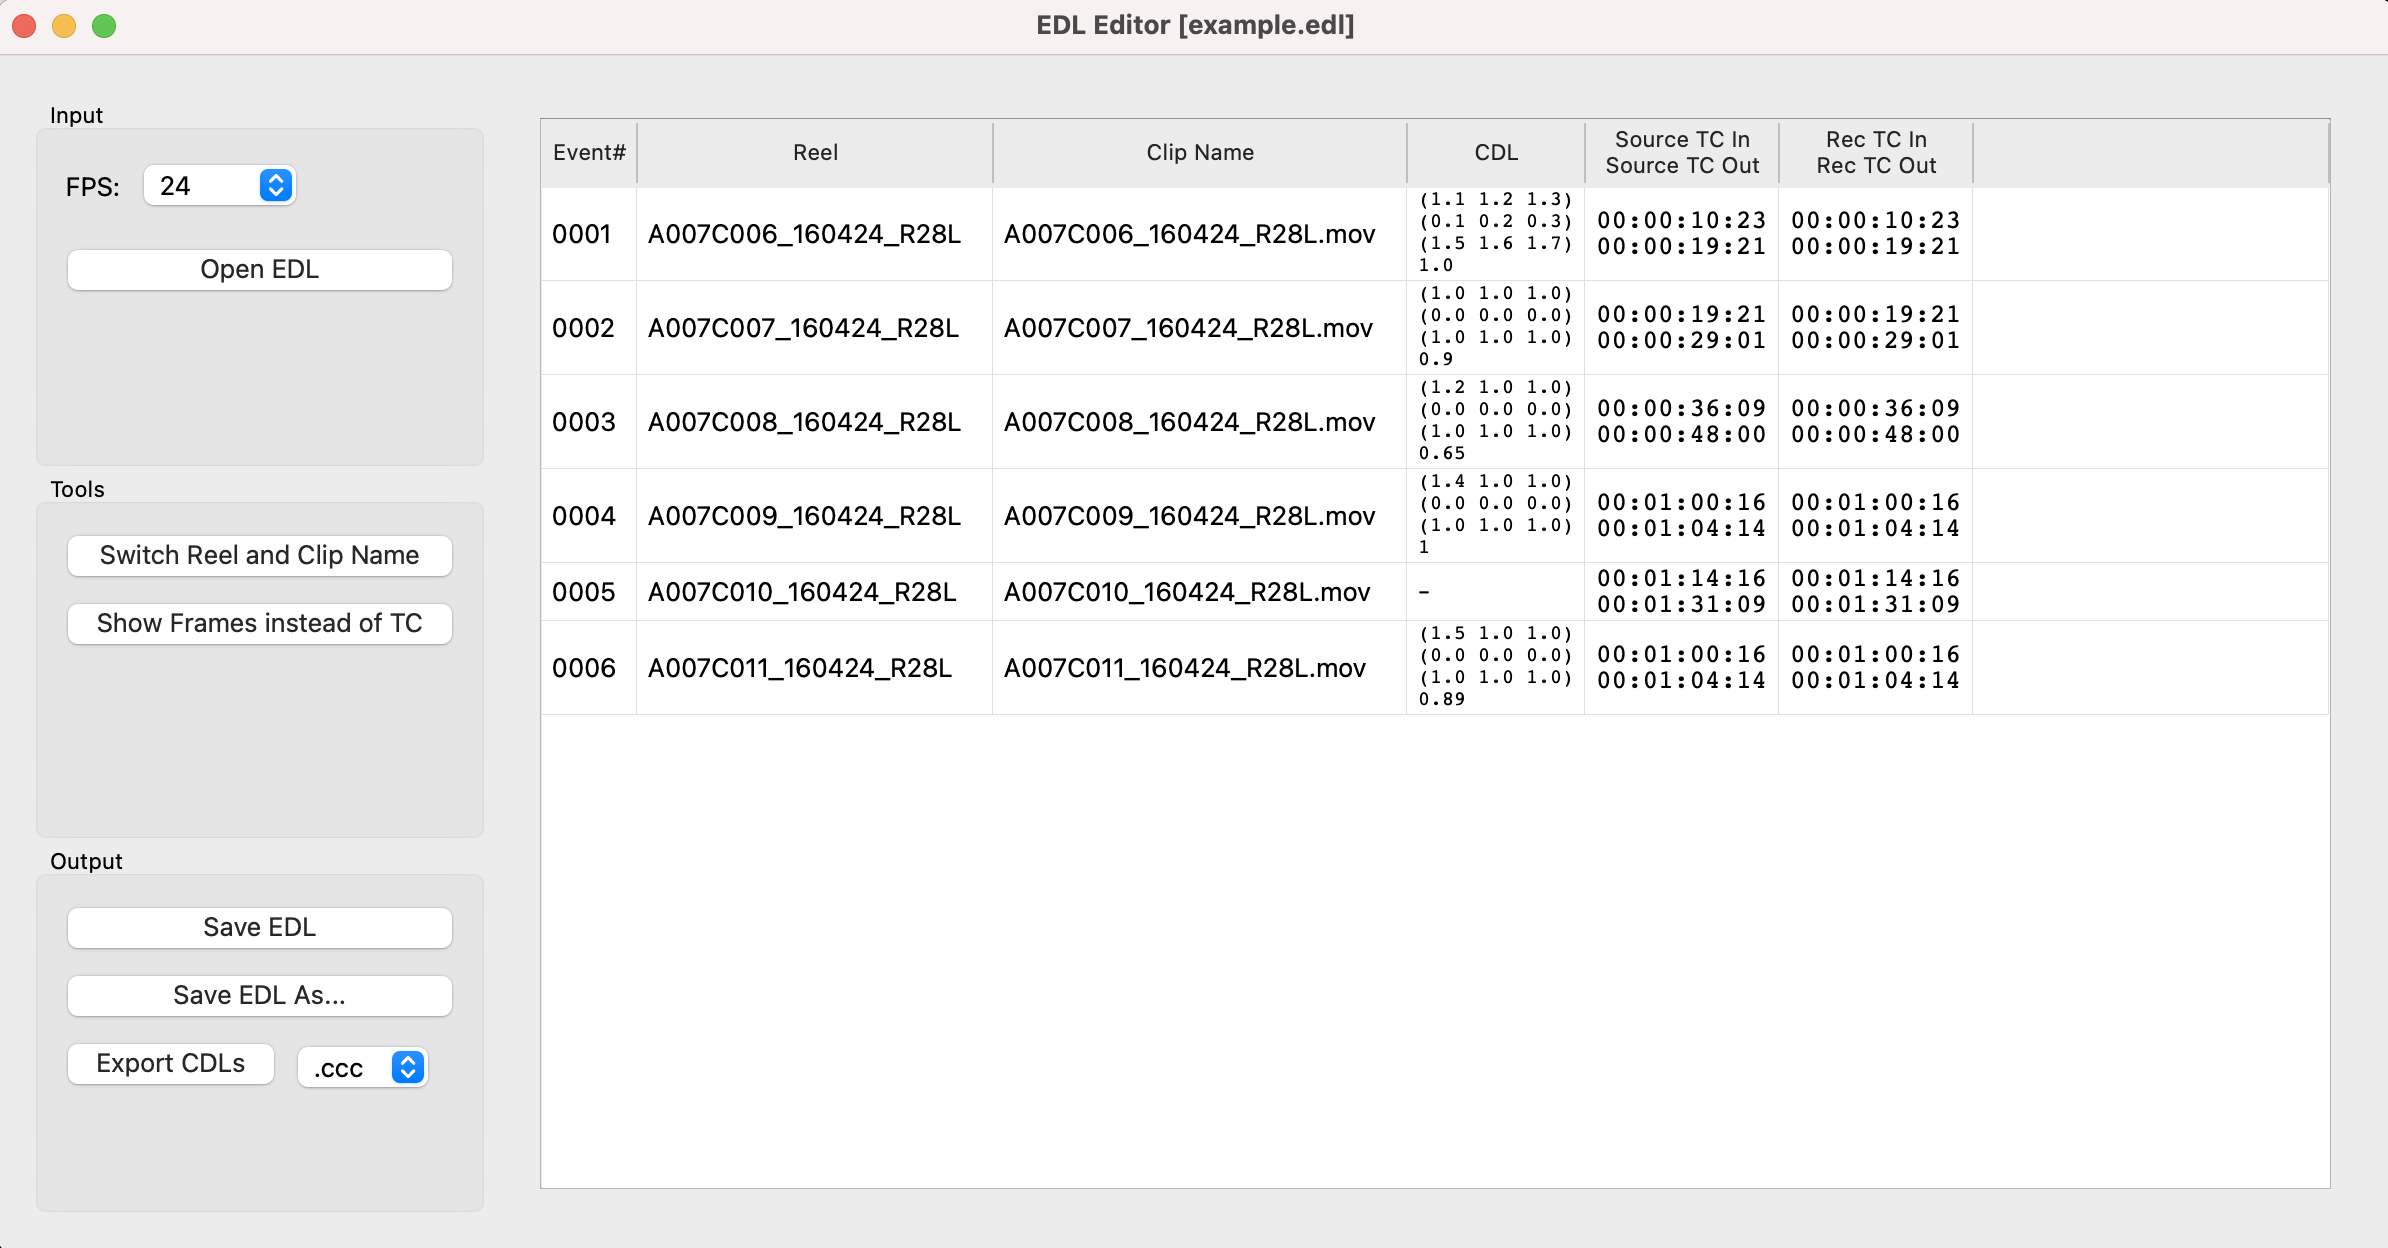 EDL Editor [example.edl]
Input
FPS: 24
Open EDL
Tools
Switch Reel and Clip Name
Show Frames instead of TC
Output
Save EDL
Save EDL As...
Export CDLs .ccc
Event# Reel Clip Name CDL Source TC In Rec TC In
Source TC Out Rec TC Out
0001 A007C006_160424_R28L A007C006_160424_R28L.mov
(1.1 1.2 1.3)
(0.1 0.2 0.3)
(1.5 1.6 1.7)
1.0
00:00:10:23 00:00:10:23
00:00:19:21 00:00:19:21
0002 A007C007_160424_R28L A007C007_160424_R28L.mov
(1.0 1.0 1.0)
(0.0 0.0 0.0)
(1.0 1.0 1.0)
0.9
00:00:19:21 00:00:19:21
00:00:29:01 00:00:29:01
0003 A007C008_160424_R28L A007C008_160424_R28L.mov
(1.2 1.0 1.0)
(0.0 0.0 0.0)
(1.0 1.0 1.0)
0.65
00:00:36:09 00:00:36:09
00:00:48:00 00:00:48:00
0004 A007C009_160424_R28L A007C009_160424_R28L.mov
(1.4 1.0 1.0)
(0.0 0.0 0.0)
(1.0 1.0 1.0)
1
00:01:00:16 00:01:00:16
00:01:04:14 00:01:04:14
0005 A007C010_160424_R28L A007C010_160424_R28L.mov
-
00:01:14:16 00:01:14:16
00:01:31:09 00:01:31:09
0006 A007C011_160424_R28L A007C011_160424_R28L.mov
(1.5 1.0 1.0)
(0.0 0.0 0.0)
(1.0 1.0 1.0)
0.89
00:01:00:16 00:01:00:16
00:01:04:14 00:01:04:14